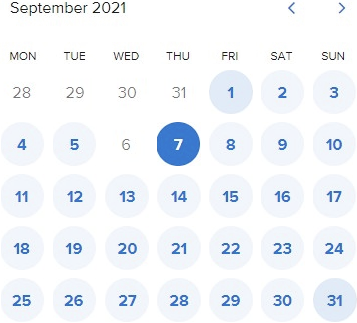 September 2021
MON TUE WED THU FRI SAT SUN
28 29 30 31 1 2 3
4 5 6 7 8 9 10
11 12 13 14 15 16 17
18 19 20 21 22 23 24
25 26 27 28 29 30 31